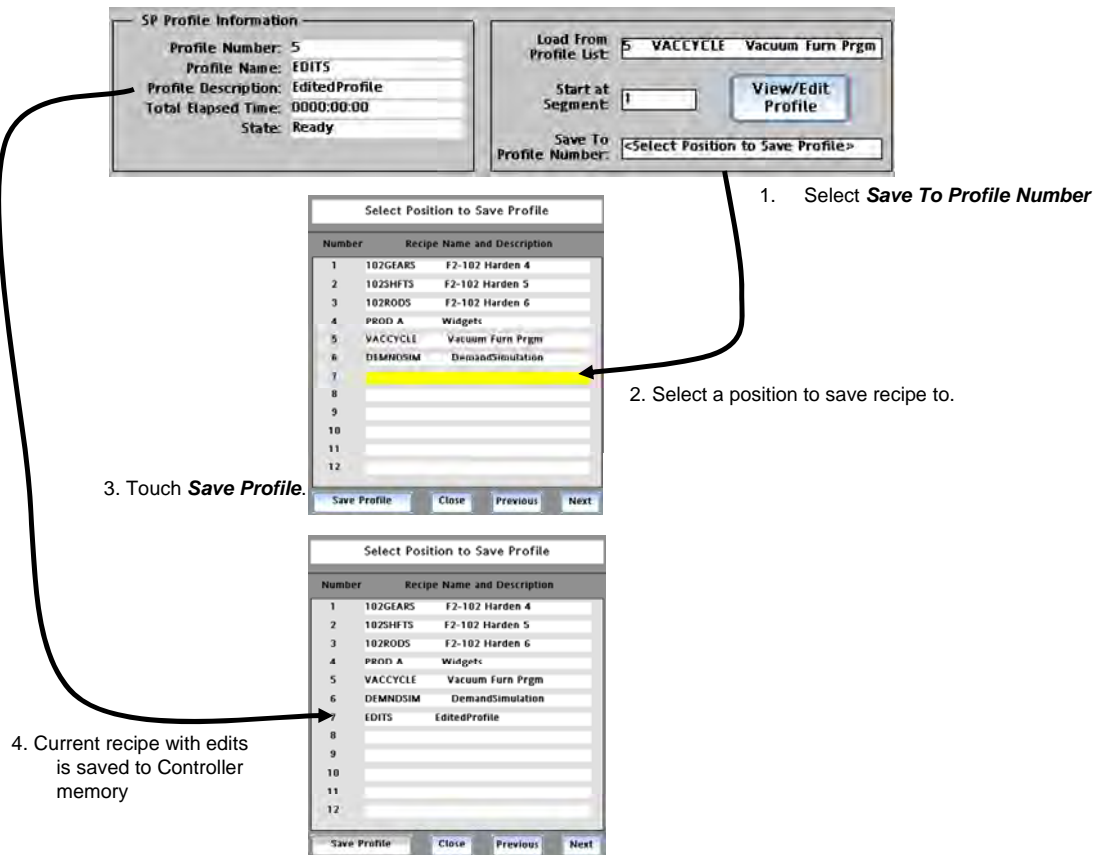 SP Profile Information
Profile Number: 5
Profile Name: EDITS
Profile Description: EditedProfile
Total Elapsed Time: 0000:00:00
State: Ready
Load From Profile List: 5 VACCYCLE Vacuum Furn Prgm
Start at Segment: 1
View/Edit Profile
Save To Profile Number: <Select Position to Save Profile>
1. Select Save To Profile Number
Select Position to Save Profile
Number Recipe Name and Description
1 102GEARS F2-102 Harden 4
2 102SHFTS F2-102 Harden 5
3 102RODS F2-102 Harden 6
4 PROD A Widgets
5 VACCYCLE Vacuum Furn Prgm
6 DEMNDSIM DemandSimulation
7
8
9
10
11
12
2. Select a position to save recipe to.
3. Touch Save Profile.
Save Profile Close Previous Next
Select Position to Save Profile
Number Recipe Name and Description
1 102GEARS F2-102 Harden 4
2 102SHFTS F2-102 Harden 5
3 102RODS F2-102 Harden 6
4 PROD A Widgets
5 VACCYCLE Vacuum Furn Prgm
6 DEMNDSIM DemandSimulation
7 EDITS EditedProfile
8
9
10
11
12
4. Current recipe with edits
is saved to Controller
memory
Save Profile Close Previous Next